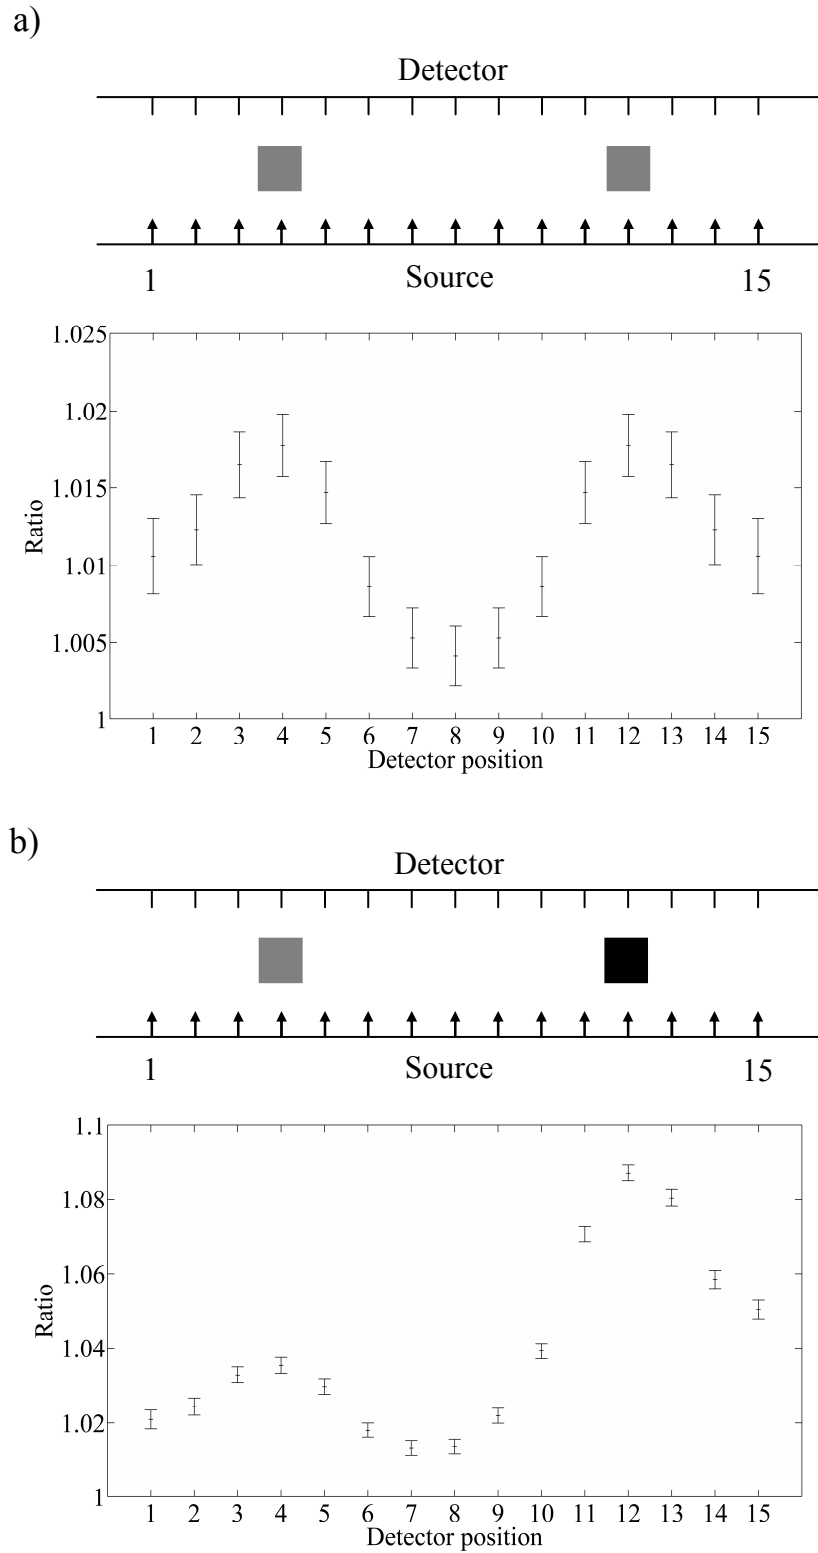 a)
Detector
1 Source 15
1.025
1.02
1.015
1.01
1.005
1
Ratio
1 2 3 4 5 6 7 8 9 10 11 12 13 14 15
Detector position
b)
Detector
1 Source 15
1.1
1.08
1.06
1.04
1.02
1
Ratio
1 2 3 4 5 6 7 8 9 10 11 12 13 14 15
Detector position